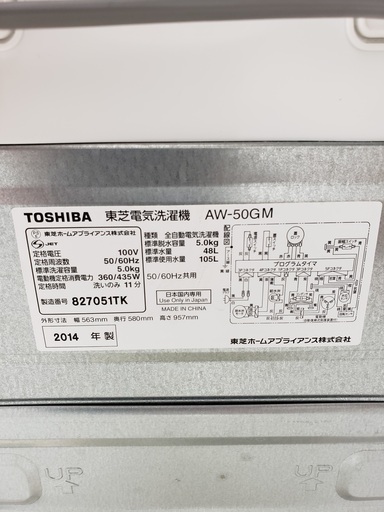 TOSHIBA 東芝電気洗濯機 AW-50GM
東芝ホームアプライアンス株式会社
JET
定格電圧 100V
定格周波数 50/60Hz
標準洗濯容量 5.0kg
電動機定格消費電力 360/435W 50/60Hz共用
定格時間 洗いのみ 11分
製造番号 827051TK
種類 全自動電気洗濯機
標準脱水容量 5.0kg
標準水量 48L
標準使用水量 105L
日本国内専用
Use Only in Japan
MADE IN CHINA
外形寸法 幅563mm 奥行580mm 高さ957mm
2014 年製
配線図
プログラムタイマ
東芝ホームアプライアンス株式会社
UP
UP